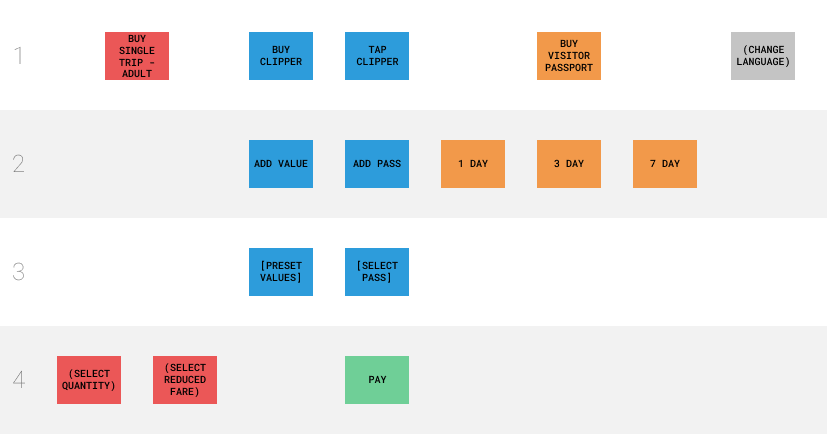 1
BUY
SINGLE
TRIP -
ADULT
BUY
CLIPPER
TAP
CLIPPER
BUY
VISITOR
PASSPORT
(CHANGE
LANGUAGE)
2
ADD VALUE
ADD PASS
1 DAY
3 DAY
7 DAY
3
[PRESET
VALUES]
[SELECT
PASS]
4
(SELECT
QUANTITY)
(SELECT
REDUCED
FARE)
PAY